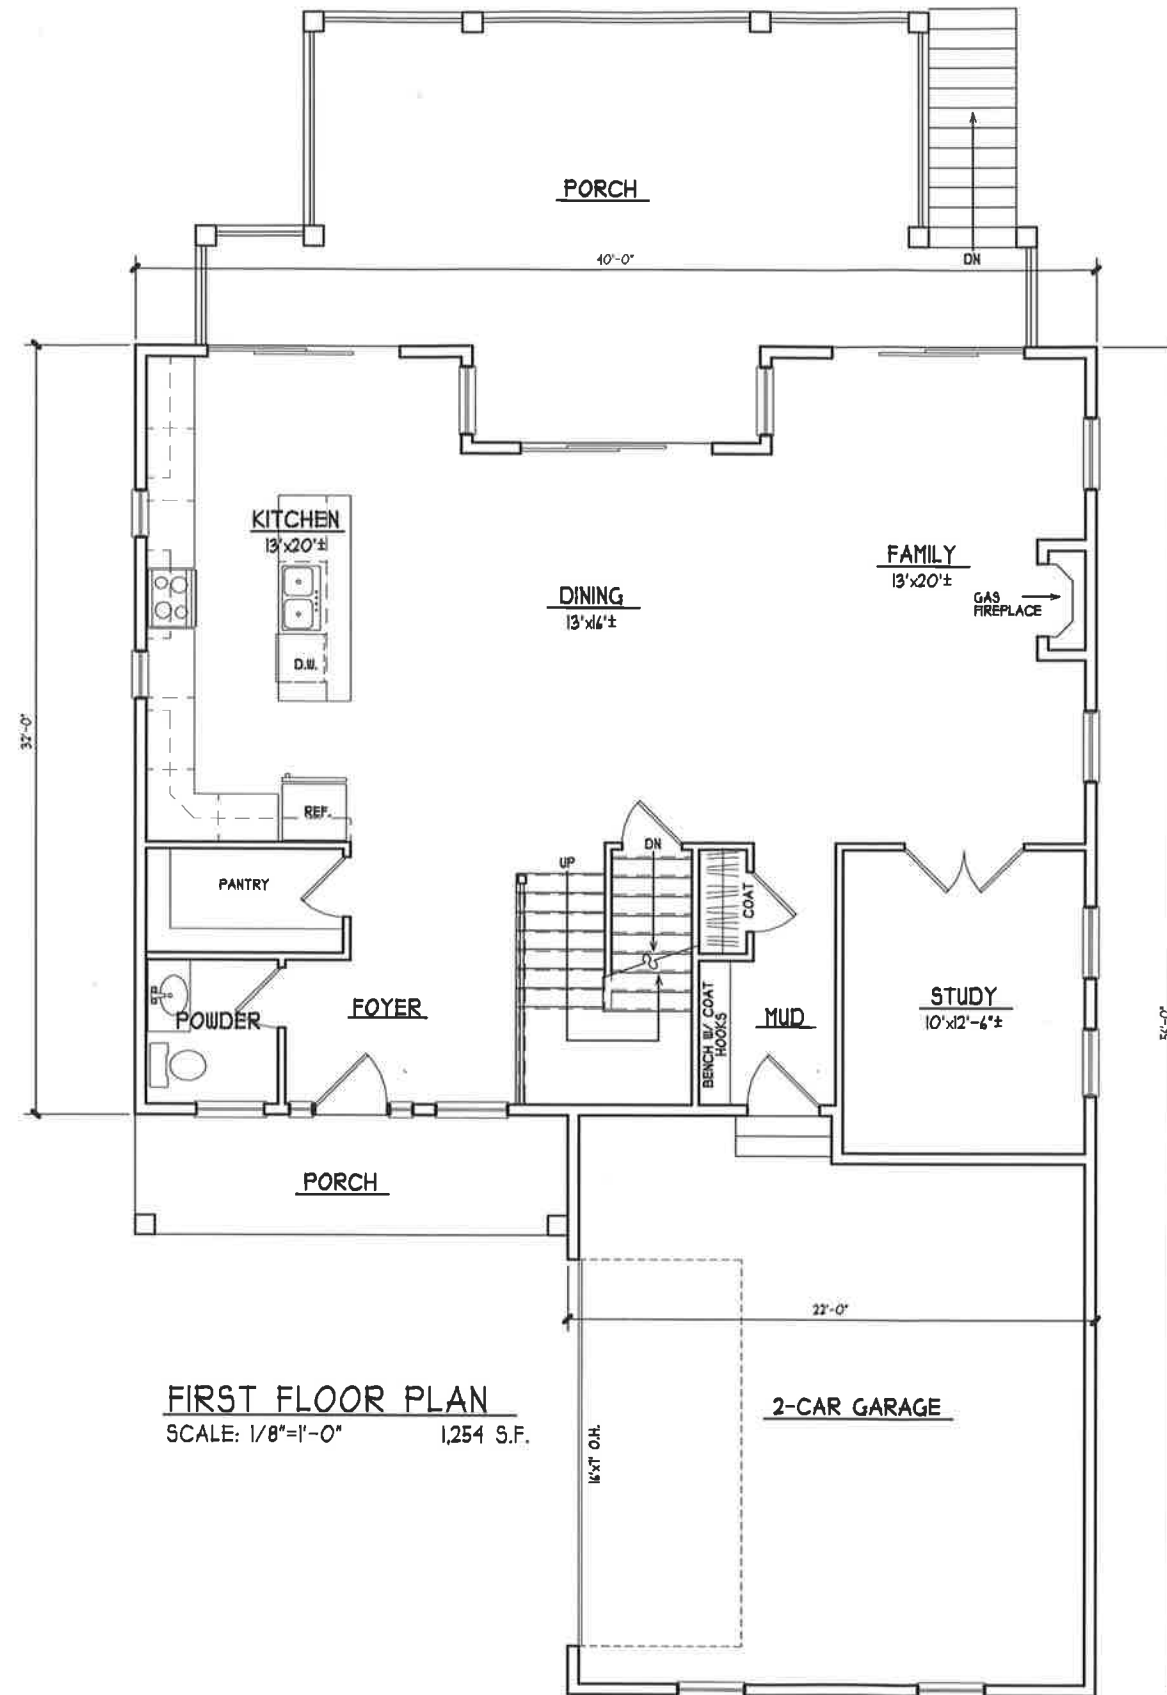 PORCH
40'-0"
DN
KITCHEN
13'x20'±
FAMILY
13'x20'±
GAS
FIREPLACE
DINING
13'x16'±
D.W.
32'-0"
REF.
PANTRY
UP
DN
COAT
FOYER
POWDER
BENCH W/ COAT
HOOKS
MUD
STUDY
10'x12'-6"±
56'-0"
PORCH
22'-0"
FIRST FLOOR PLAN
SCALE: 1/8"=1'-0"
1,254 S.F.
2-CAR GARAGE
16'x7' O.H.